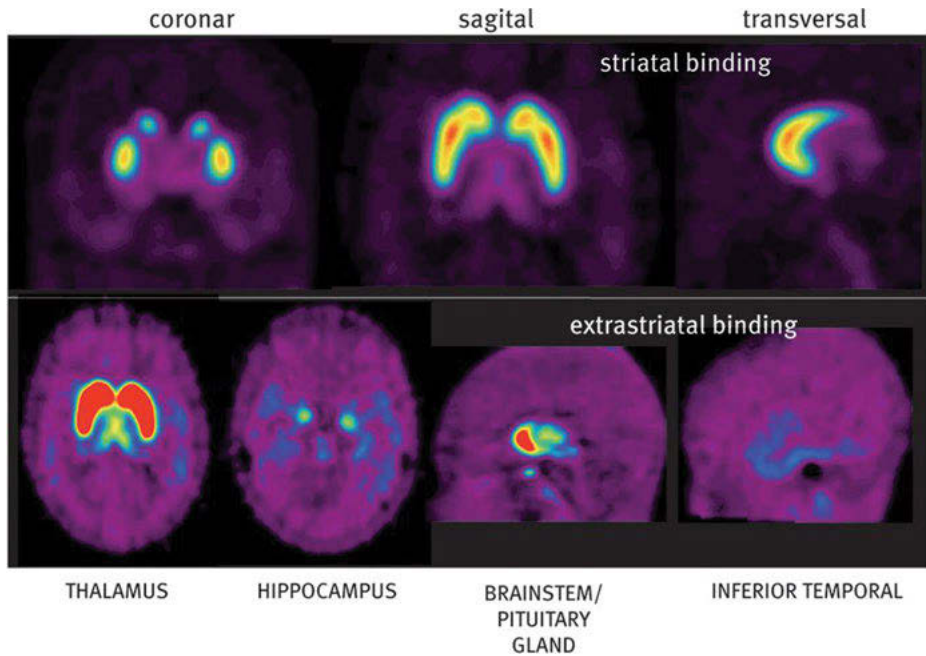 coronar
sagital
transversal
striatal binding
extrastriatal binding
THALAMUS
HIPPOCAMPUS
BRAINSTEM/
PITUITARY
GLAND
INFERIOR TEMPORAL